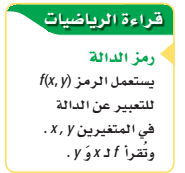 قراءة الرياضيات
رمز الدالة
يستعمل الرمز f(x, y)
للتعبير عن الدالة
في المتغيرين x , y .
وتُقرأ f لـ x وَ y .